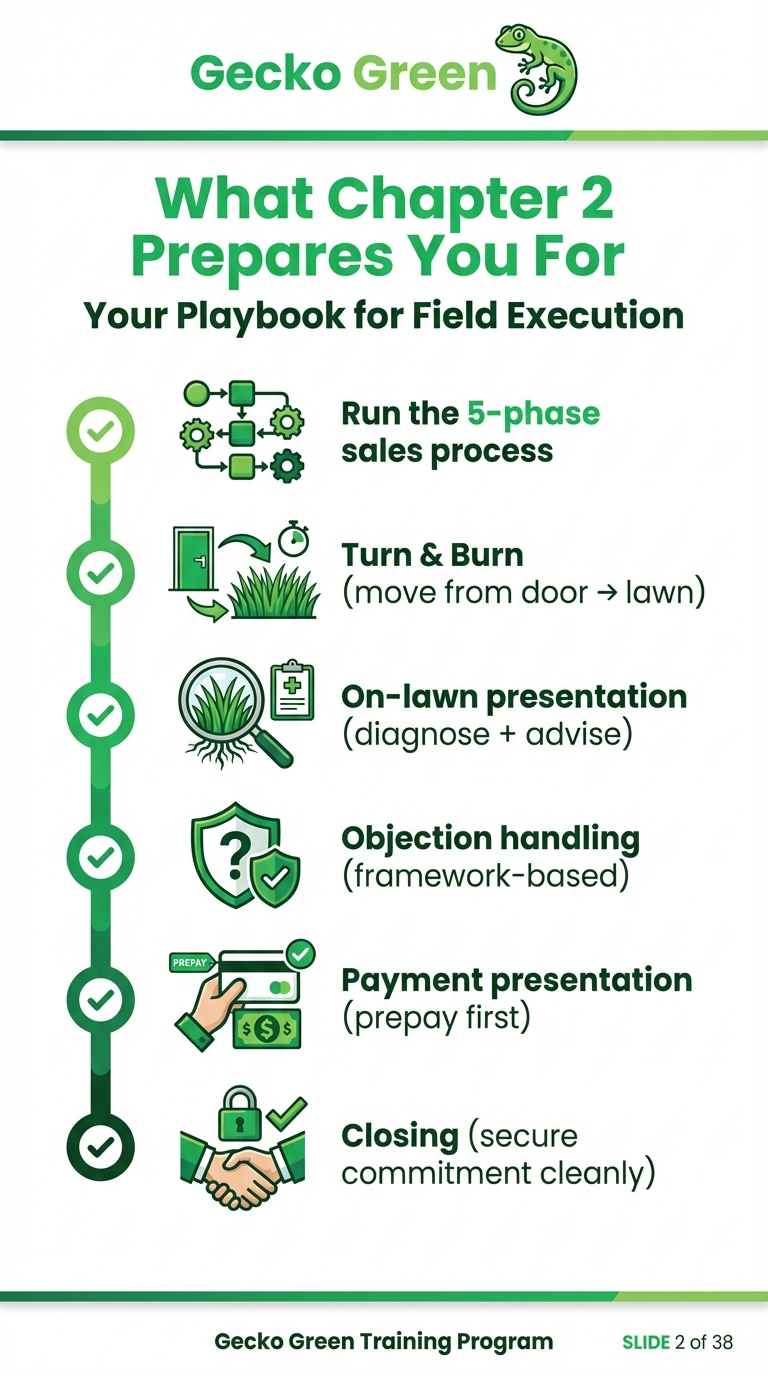 Gecko Green
What Chapter 2
Prepares You For
Your Playbook for Field Execution
Run the 5-phase
sales process
Turn & Burn
(move from door → lawn)
On-lawn presentation
(diagnose + advise)
?
Objection handling
(framework-based)
PREPAY
$ $ $
Payment presentation
(prepay first)
Closing (secure
commitment cleanly)
Gecko Green Training Program
SLIDE 2 of 38